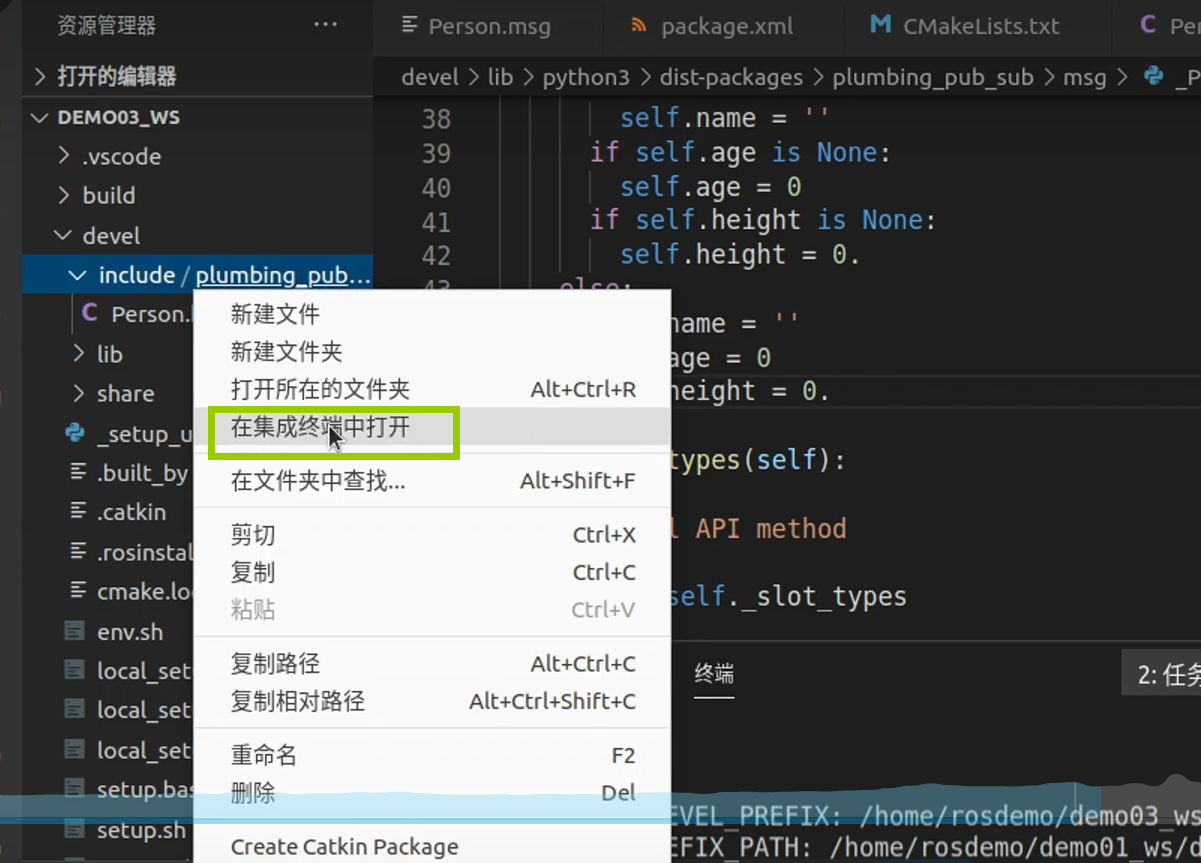 资源管理器 ···
Person.msg package.xml M CMakeLists.txt C Per
打开的编辑器
devel > lib > python3 > dist-packages > plumbing_pub_sub > msg > _P
DEMO03_WS
.vscode
build
devel
include / plumbing_pub...
C Person.
lib
share
_setup_u
.built_by
.catkin
.rosinstal
cmake.lo
env.sh
local_set
local_set
local_set
setup.bas
setup.sh
38 self.name = ''
39 if self.age is None:
40 self.age = 0
41 if self.height is None:
42 self.height = 0.
43 else:
name = ''
age = 0
height = 0.
types(self):
l API method
self._slot_types
新建文件
新建文件夹
打开所在的文件夹 Alt+Ctrl+R
在集成终端中打开
在文件夹中查找... Alt+Shift+F
剪切 Ctrl+X
复制 Ctrl+C
粘贴 Ctrl+V
复制路径 Alt+Ctrl+C
复制相对路径 Alt+Ctrl+Shift+C
重命名 F2
删除 Del
Create Catkin Package
终端
2: 任务
EVEL_PREFIX: /home/rosdemo/demo03_ws
EFIX_PATH: /home/rosdemo/demo01_ws/d